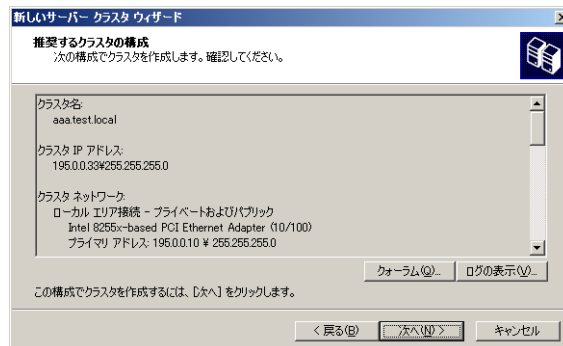 新しいサーバー クラスタ ウィザード
推奨するクラスタの構成
次の構成でクラスタを作成します。確認してください。
クラスタ名:
aaa.test.local
クラスタ IP アドレス:
195.0.0.33¥255.255.255.0
クラスタ ネットワーク:
ローカル エリア接続 - プライベートおよびパブリック
Intel 8255x-based PCI Ethernet Adapter (10/100)
プライマリ アドレス: 195.0.0.10 ¥ 255.255.255.0
クォーラム(Q)...
ログの表示(V)...
この構成でクラスタを作成するには、[次へ] をクリックします。
< 戻る(B)
次へ(N) >
キャンセル